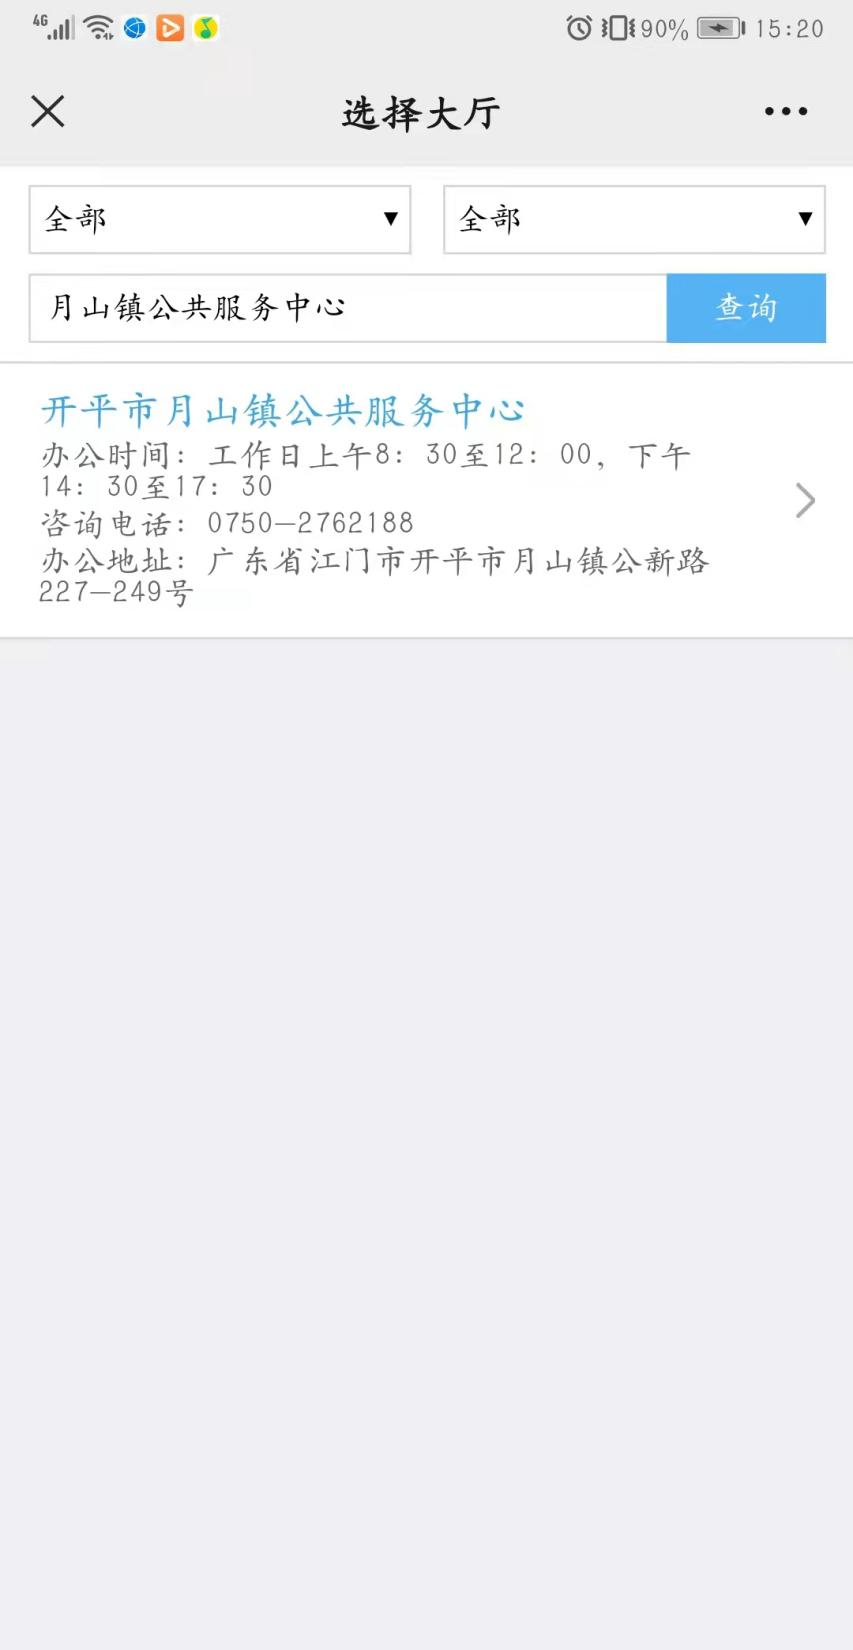 4G 90% 15:20
选择大厅
全部 全部
月山镇公共服务中心 查询
开平市月山镇公共服务中心
办公时间：工作日上午8：30至12：00，下午
14：30至17：30
咨询电话：0750—2762188
办公地址：广东省江门市开平市月山镇公新路
227—249号